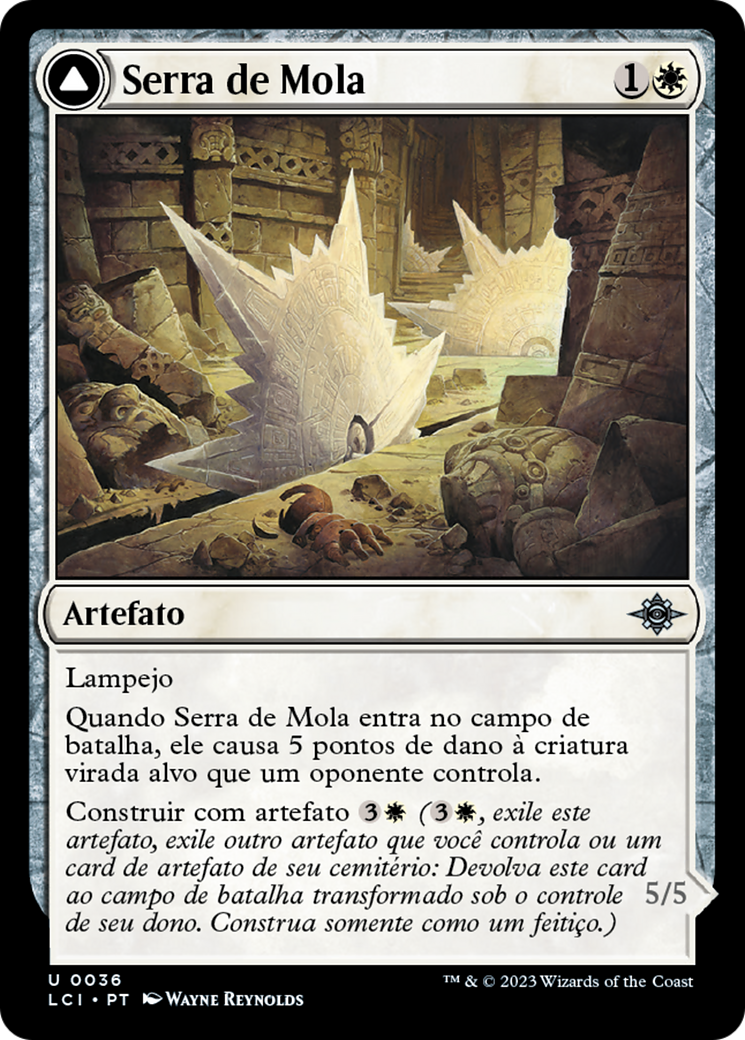 Serra de Mola 1
Artefato
Lampejo
Quando Serra de Mola entra no campo de
batalha, ele causa 5 pontos de dano à criatura
virada alvo que um oponente controla.
Construir com artefato 3 (3, exile este
artefato, exile outro artefato que você controla ou um
card de artefato de seu cemitério: Devolva este card
ao campo de batalha transformado sob o controle
de seu dono. Construa somente como um feitiço.)
5/5
U 0036
LCI • PT Wayne Reynolds
™ & © 2023 Wizards of the Coast